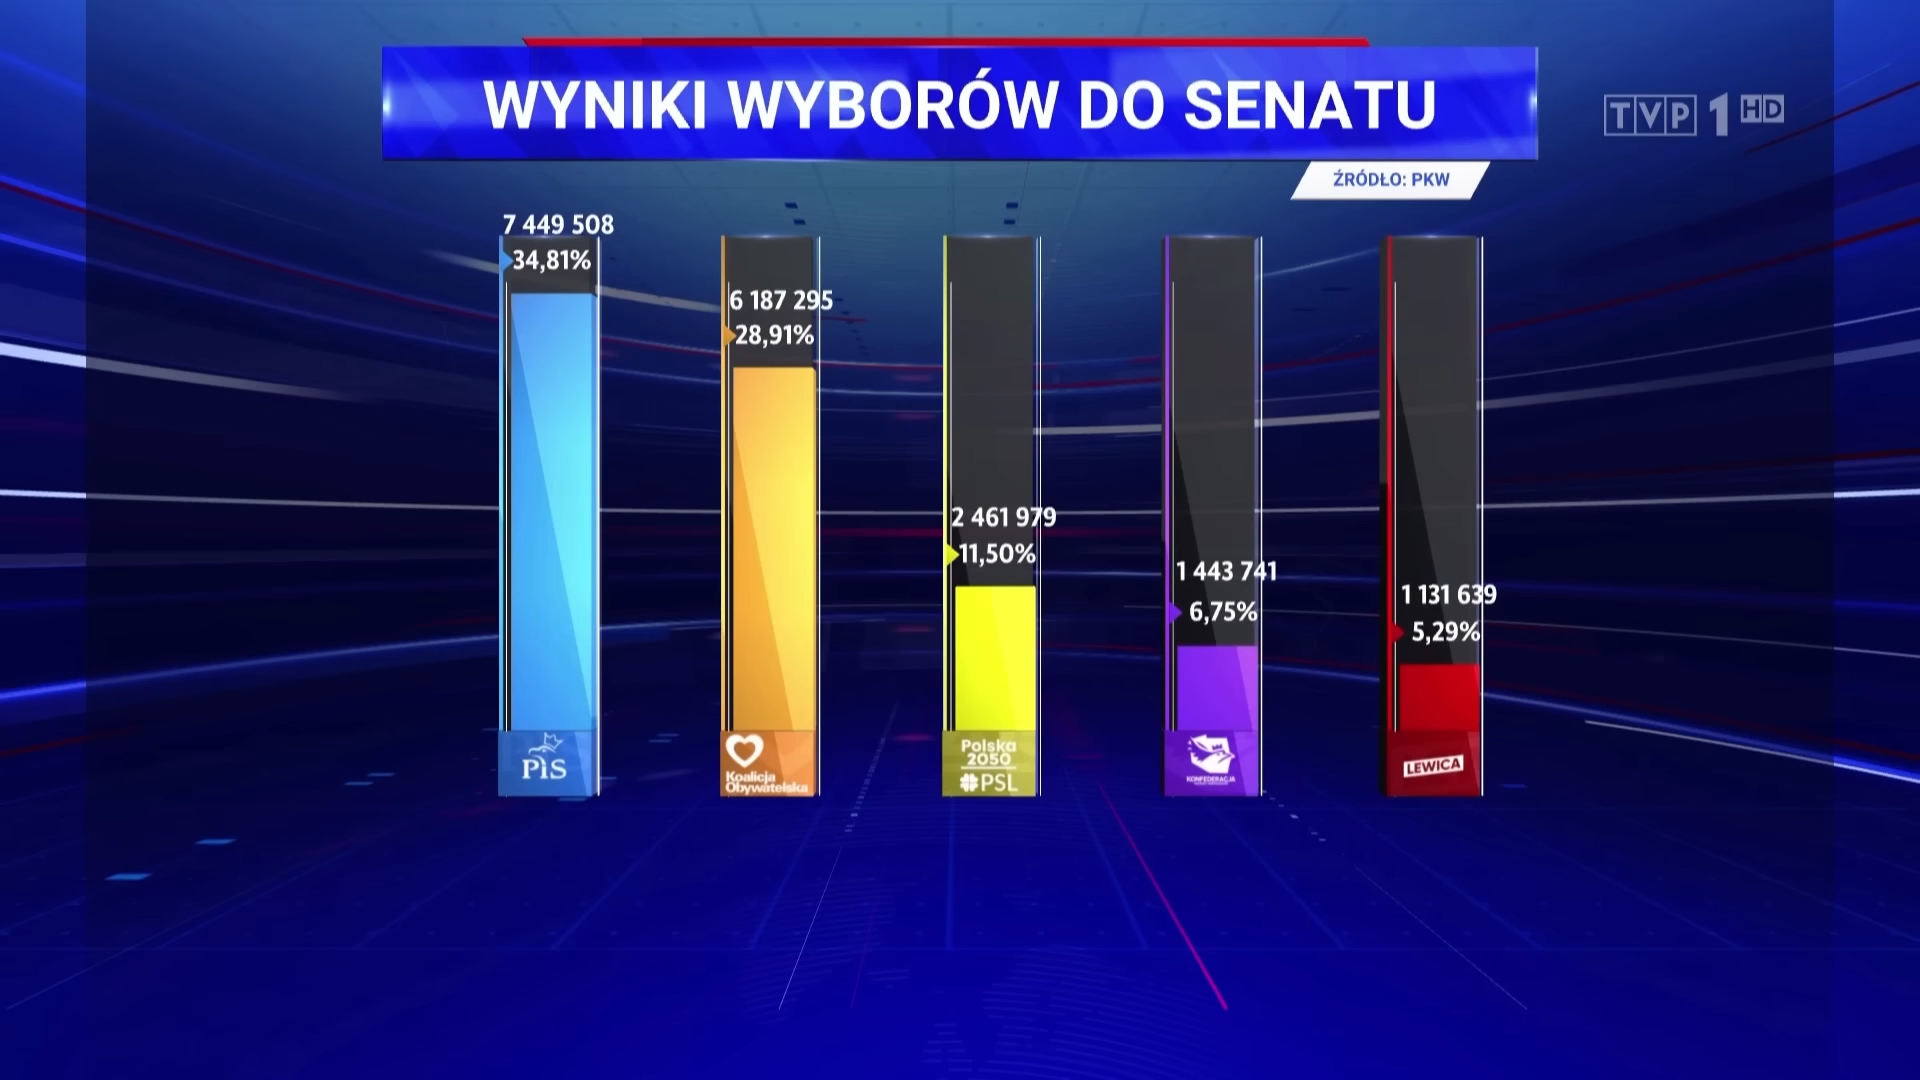 WYNIKI WYBORÓW DO SENATU
TVP 1 HD
ŹRÓDŁO: PKW
7 449 508
34,81%
6 187 295
28,91%
2 461 979
11,50%
1 443 741
6,75%
1 131 639
5,29%
PiS
Koalicja
Obywatelska
Polska
2050
PSL
KONFEDERACJA
LEWICA